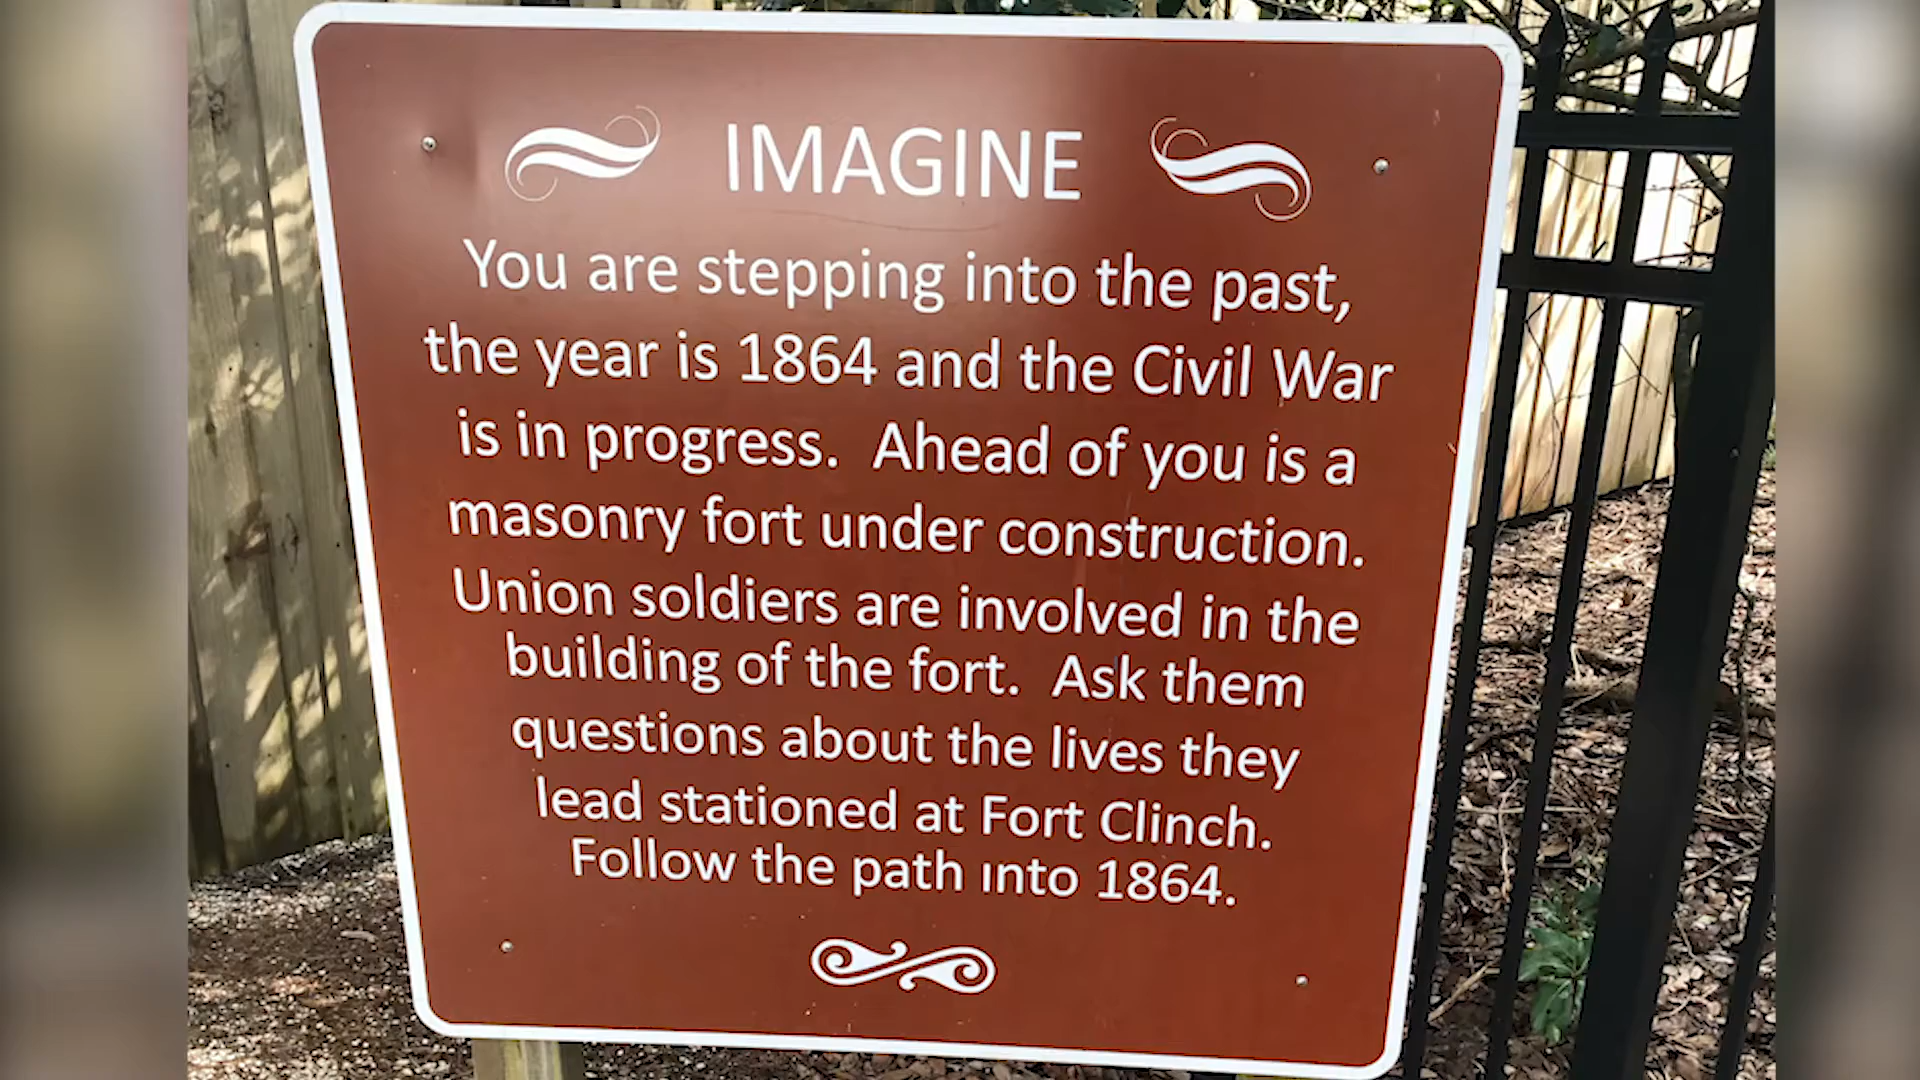 IMAGINE
You are stepping into the past,
the year is 1864 and the Civil War
is in progress. Ahead of you is a
masonry fort under construction.
Union soldiers are involved in the
building of the fort. Ask them
questions about the lives they
lead stationed at Fort Clinch.
Follow the path into 1864.